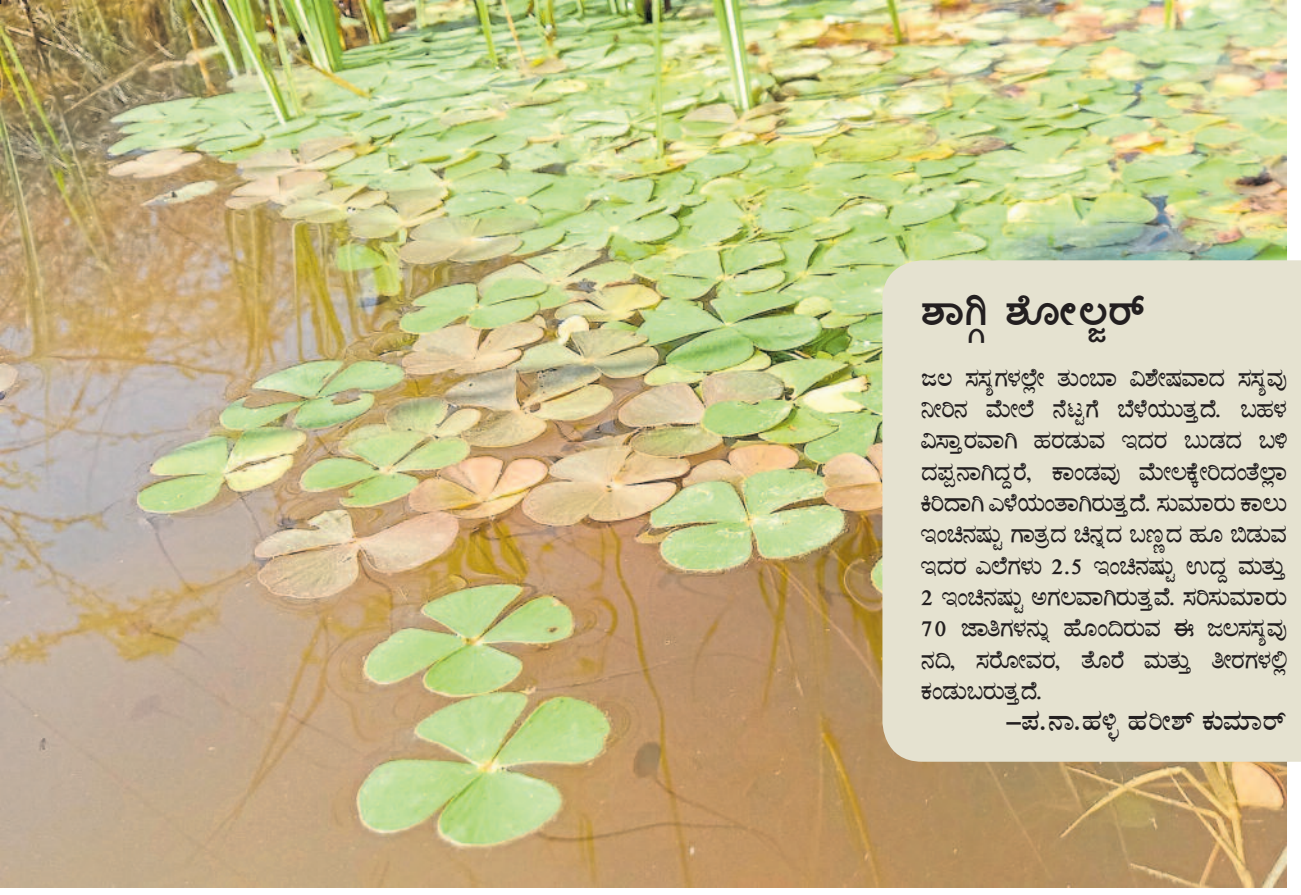 ಶಾಗ್ಗಿ ಶೋಲ್ಜರ್
ಜಲ ಸಸ್ಯಗಳಲ್ಲೇ ತುಂಬಾ ವಿಶೇಷವಾದ ಸಸ್ಯವು
ನೀರಿನ ಮೇಲೆ ನೆಟ್ಟಗೆ ಬೆಳೆಯುತ್ತದೆ. ಬಹಳ
ವಿಸ್ತಾರವಾಗಿ ಹರಡುವ ಇದರ ಬುಡದ ಬಳಿ
ದಪ್ಪನಾಗಿದ್ದರೆ, ಕಾಂಡವು ಮೇಲಕ್ಕೇರಿದಂತೆಲ್ಲಾ
ಕಿರಿದಾಗಿ ಎಳೆಯಂತಾಗಿರುತ್ತದೆ. ಸುಮಾರು ಕಾಲು
ಇಂಚಿನಷ್ಟು ಗಾತ್ರದ ಚಿನ್ನದ ಬಣ್ಣದ ಹೂ ಬಿಡುವ
ಇದರ ಎಲೆಗಳು 2.5 ಇಂಚಿನಷ್ಟು ಉದ್ದ ಮತ್ತು
2 ಇಂಚಿನಷ್ಟು ಅಗಲವಾಗಿರುತ್ತವೆ. ಸರಿಸುಮಾರು
70 ಜಾತಿಗಳನ್ನು ಹೊಂದಿರುವ ಈ ಜಲಸಸ್ಯವು
ನದಿ, ಸರೋವರ, ತೊರೆ ಮತ್ತು ತೀರಗಳಲ್ಲಿ
ಕಂಡುಬರುತ್ತದೆ.
–ಪ.ನಾ.ಹಳ್ಳಿ ಹರೀಶ್ ಕುಮಾರ್